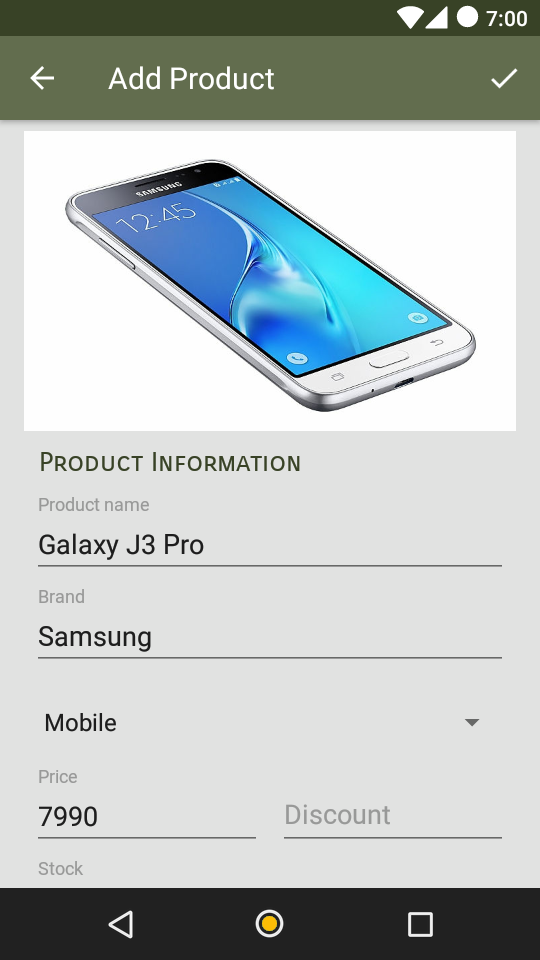 7:00
Add Product
SAMSUNG
12:45
Product Information
Product name
Galaxy J3 Pro
Brand
Samsung
Mobile
Price
7990
Discount
Stock